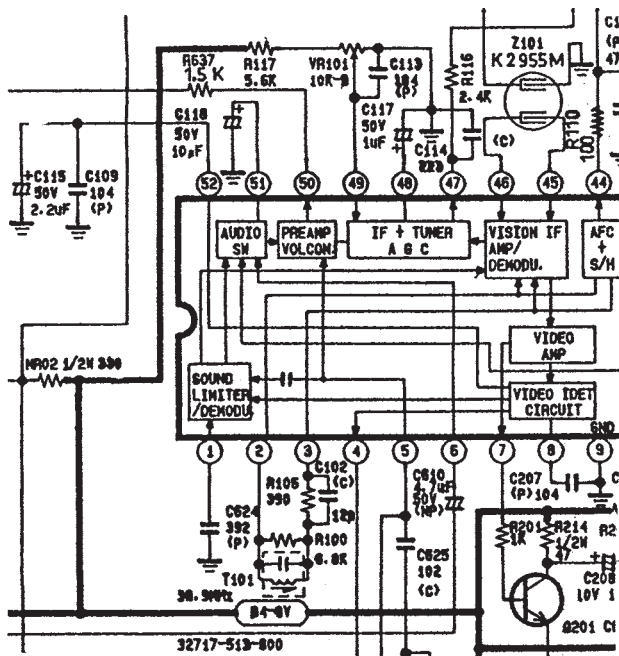 Z101
K2955M
R637
1.5K
R117
5.6K
VR101
10K-B
C113
104
(P)
R116
2.4K
C118
50V
10µF
C117
50V
1uF
C114
(C)
R110
100
C115
50V
2.2uF
C109
104
(P)
52
51
50
49
48
47
46
45
44
AUDIO
SW
PREAMP
VOLCON.
IF + TUNER
A G C
VISION IF
AMP/
DEMODU.
AFC
+
S/H
VIDEO
AMP
MR02 1/2W 330
SOUND
LIMITER
/DEMODU.
VIDEO IDET
CIRCUIT
GND
1
2
3
4
5
6
7
8
9
C102
(C)
R105
390
C610
4.7uF
50V
(NP)
C207
(P) 104
C624
392
(P)
R100
6.8K
R201
1K
R214
1/2W
47
C625
102
(C)
T101
38.9MHz
C208
10V
Q201
32717-513-800